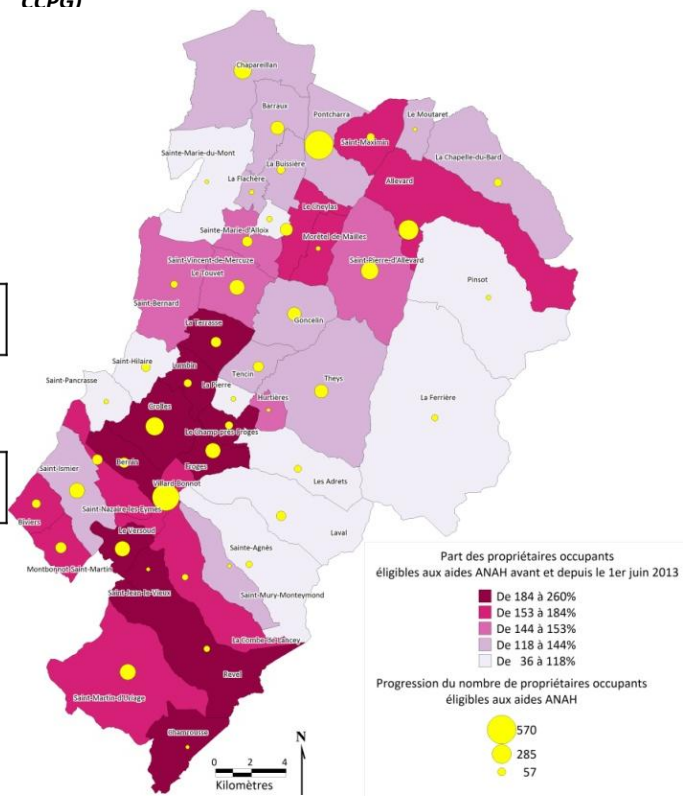 CCPGT
Chapareillan
Barraux
Pontcharra
Le Moutaret
Saint-Maximin
Sainte-Marie-du-Mont
La Buissière
La Chapelle-du-Bard
La Flachère
Allevard
Le Cheylas
Sainte-Marie-d'Alloix
Morêtel-de-Mailles
Saint-Vincent-de-Mercuze
Saint-Pierre-d'Allevard
Le Touvet
Pinsot
Saint-Bernard
Goncelin
La Terrasse
Saint-Hilaire
Lumbin
Tencin
Theys
Saint-Pancrasse
La Pierre
Hurtières
La Ferrière
Crolles
Le Champ-près-Froges
Bernin
Froges
Saint-Ismier
Les Adrets
Villard-Bonnot
Saint-Nazaire-les-Eymes
Biviers
Laval
Le Versoud
Sainte-Agnès
Montbonnot-Saint-Martin
Saint-Jean-le-Vieux
Saint-Mury-Monteymond
La Combe-de-Lancey
Revel
Saint-Martin-d'Uriage
Chamrousse
N
0 2 4
Kilomètres
Part des propriétaires occupants
éligibles aux aides ANAH avant et depuis le 1er juin 2013
De 184 à 260%
De 153 à 184%
De 144 à 153%
De 118 à 144%
De 36 à 118%
Progression du nombre de propriétaires occupants
éligibles aux aides ANAH
570
285
57